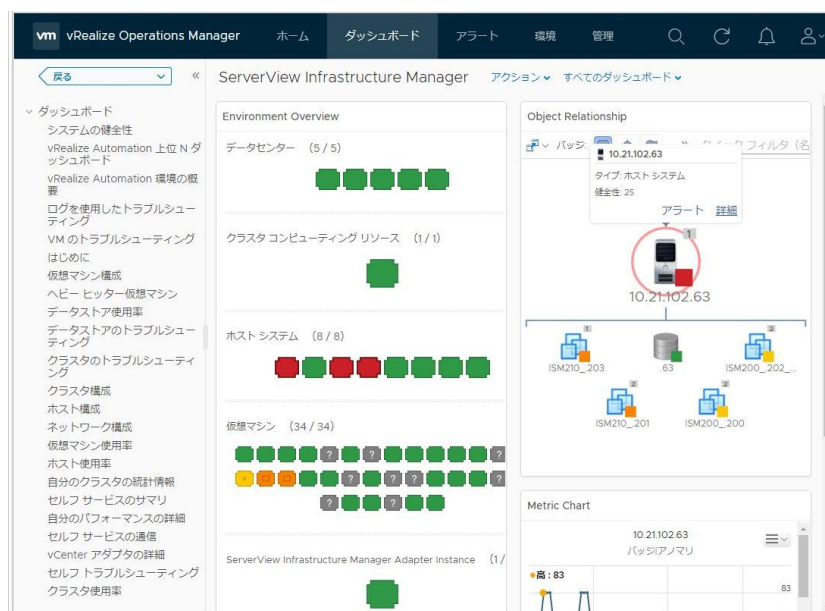 vm vRealize Operations Manager ホーム ダッシュボード アラート 環境 管理
戻る
«
ServerView Infrastructure Manager アクション すべてのダッシュボード
ダッシュボード
システムの健全性
vRealize Automation 上位 N ダ
ッシュボード
vRealize Automation 環境の概
要
ログを使用したトラブルシュー
ティング
VM のトラブルシューティング
はじめに
仮想マシン構成
ヘビー ヒッター仮想マシン
データストア使用率
データストアのトラブルシュー
ティング
クラスタのトラブルシューティ
ング
クラスタ構成
ホスト構成
ネットワーク構成
仮想マシン使用率
ホスト使用率
自分のクラスタの統計情報
セルフ サービスのサマリ
自分のパフォーマンスの詳細
セルフ サービスの通信
vCenter アダプタの詳細
セルフ トラブルシューティング
クラスタ使用率
Environment Overview
データセンター (5 / 5)
クラスタ コンピューティング リソース (1 / 1)
ホスト システム (8 / 8)
仮想マシン (34 / 34)
? ? ?
? ? ?
? ?
ServerView Infrastructure Manager Adapter Instance (1 /
Object Relationship
バッジ: »
10.21.102.63
タイプ: ホスト システム
健全性: 25
アラート 詳細
1
10.21.102.63
1
ISM210_.203
.63
2
ISM200_.202_...
2
ISM210_.201
2
ISM200_.200
Metric Chart
10.21.102.63
バッジ|アノマリ
高 : 83
83